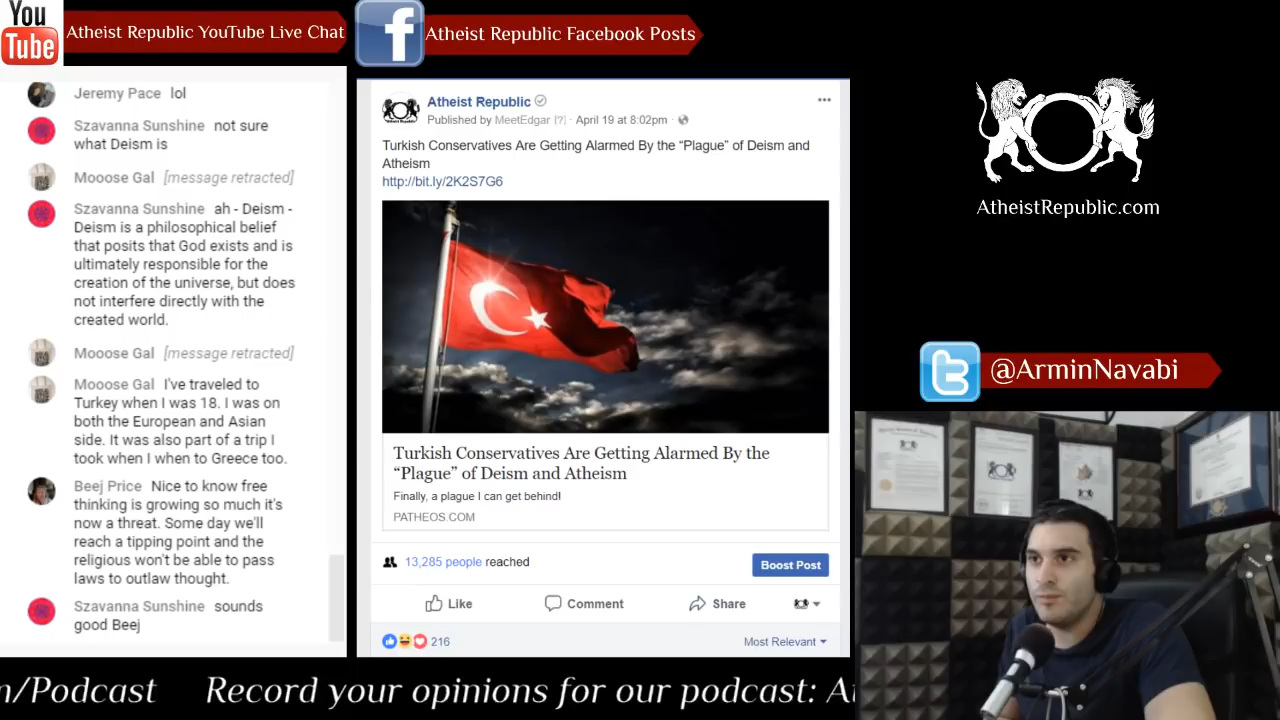 You
Tube
Atheist Republic YouTube Live Chat
Atheist Republic Facebook Posts
Jeremy Pace lol
Szavanna Sunshine not sure
what Deism is
Mooose Gal [message retracted]
Szavanna Sunshine ah - Deism -
Deism is a philosophical belief
that posits that God exists and is
ultimately responsible for the
creation of the universe, but does
not interfere directly with the
created world.
Mooose Gal [message retracted]
Mooose Gal I've traveled to
Turkey when I was 18. I was on
both the European and Asian
side. It was also part of a trip I
took when I when to Greece too.
Beej Price Nice to know free
thinking is growing so much it's
now a threat. Some day we'll
reach a tipping point and the
religious won't be able to pass
laws to outlaw thought.
Szavanna Sunshine sounds
good Beej
Atheist Republic
Published by MeetEdgar [?] · April 19 at 8:02pm ·
Turkish Conservatives Are Getting Alarmed By the “Plague” of Deism and
Atheism
http://bit.ly/2K2S7G6
Turkish Conservatives Are Getting Alarmed By the
“Plague” of Deism and Atheism
Finally, a plague I can get behind!
PATHEOS.COM
13,285 people reached
Boost Post
Like Comment Share
216 Most Relevant
AtheistRepublic.com
@ArminNavabi
m/Podcast Record your opinions for our podcast: A